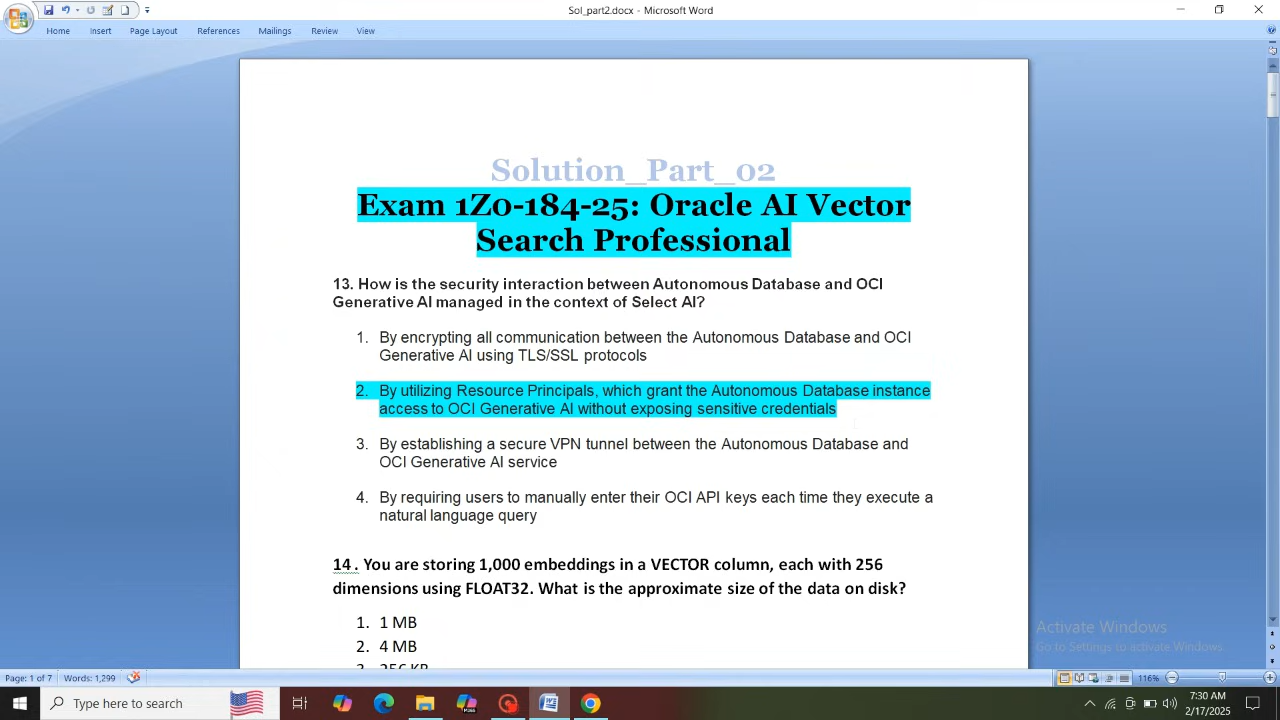 Sol_part2.docx - Microsoft Word
Home Insert Page Layout References Mailings Review View
Solution_Part_02
Exam 1Z0-184-25: Oracle AI Vector
Search Professional
13. How is the security interaction between Autonomous Database and OCI
Generative AI managed in the context of Select AI?
1. By encrypting all communication between the Autonomous Database and OCI
Generative AI using TLS/SSL protocols
2. By utilizing Resource Principals, which grant the Autonomous Database instance
access to OCI Generative AI without exposing sensitive credentials
3. By establishing a secure VPN tunnel between the Autonomous Database and
OCI Generative AI service
4. By requiring users to manually enter their OCI API keys each time they execute a
natural language query
14 . You are storing 1,000 embeddings in a VECTOR column, each with 256
dimensions using FLOAT32. What is the approximate size of the data on disk?
1. 1 MB
2. 4 MB
3. 256 KB
Activate Windows
Go to Settings to activate Windows.
Page: 1 of 7 Words: 1,299 116%
Type here to search
7:30 AM
2/17/2025